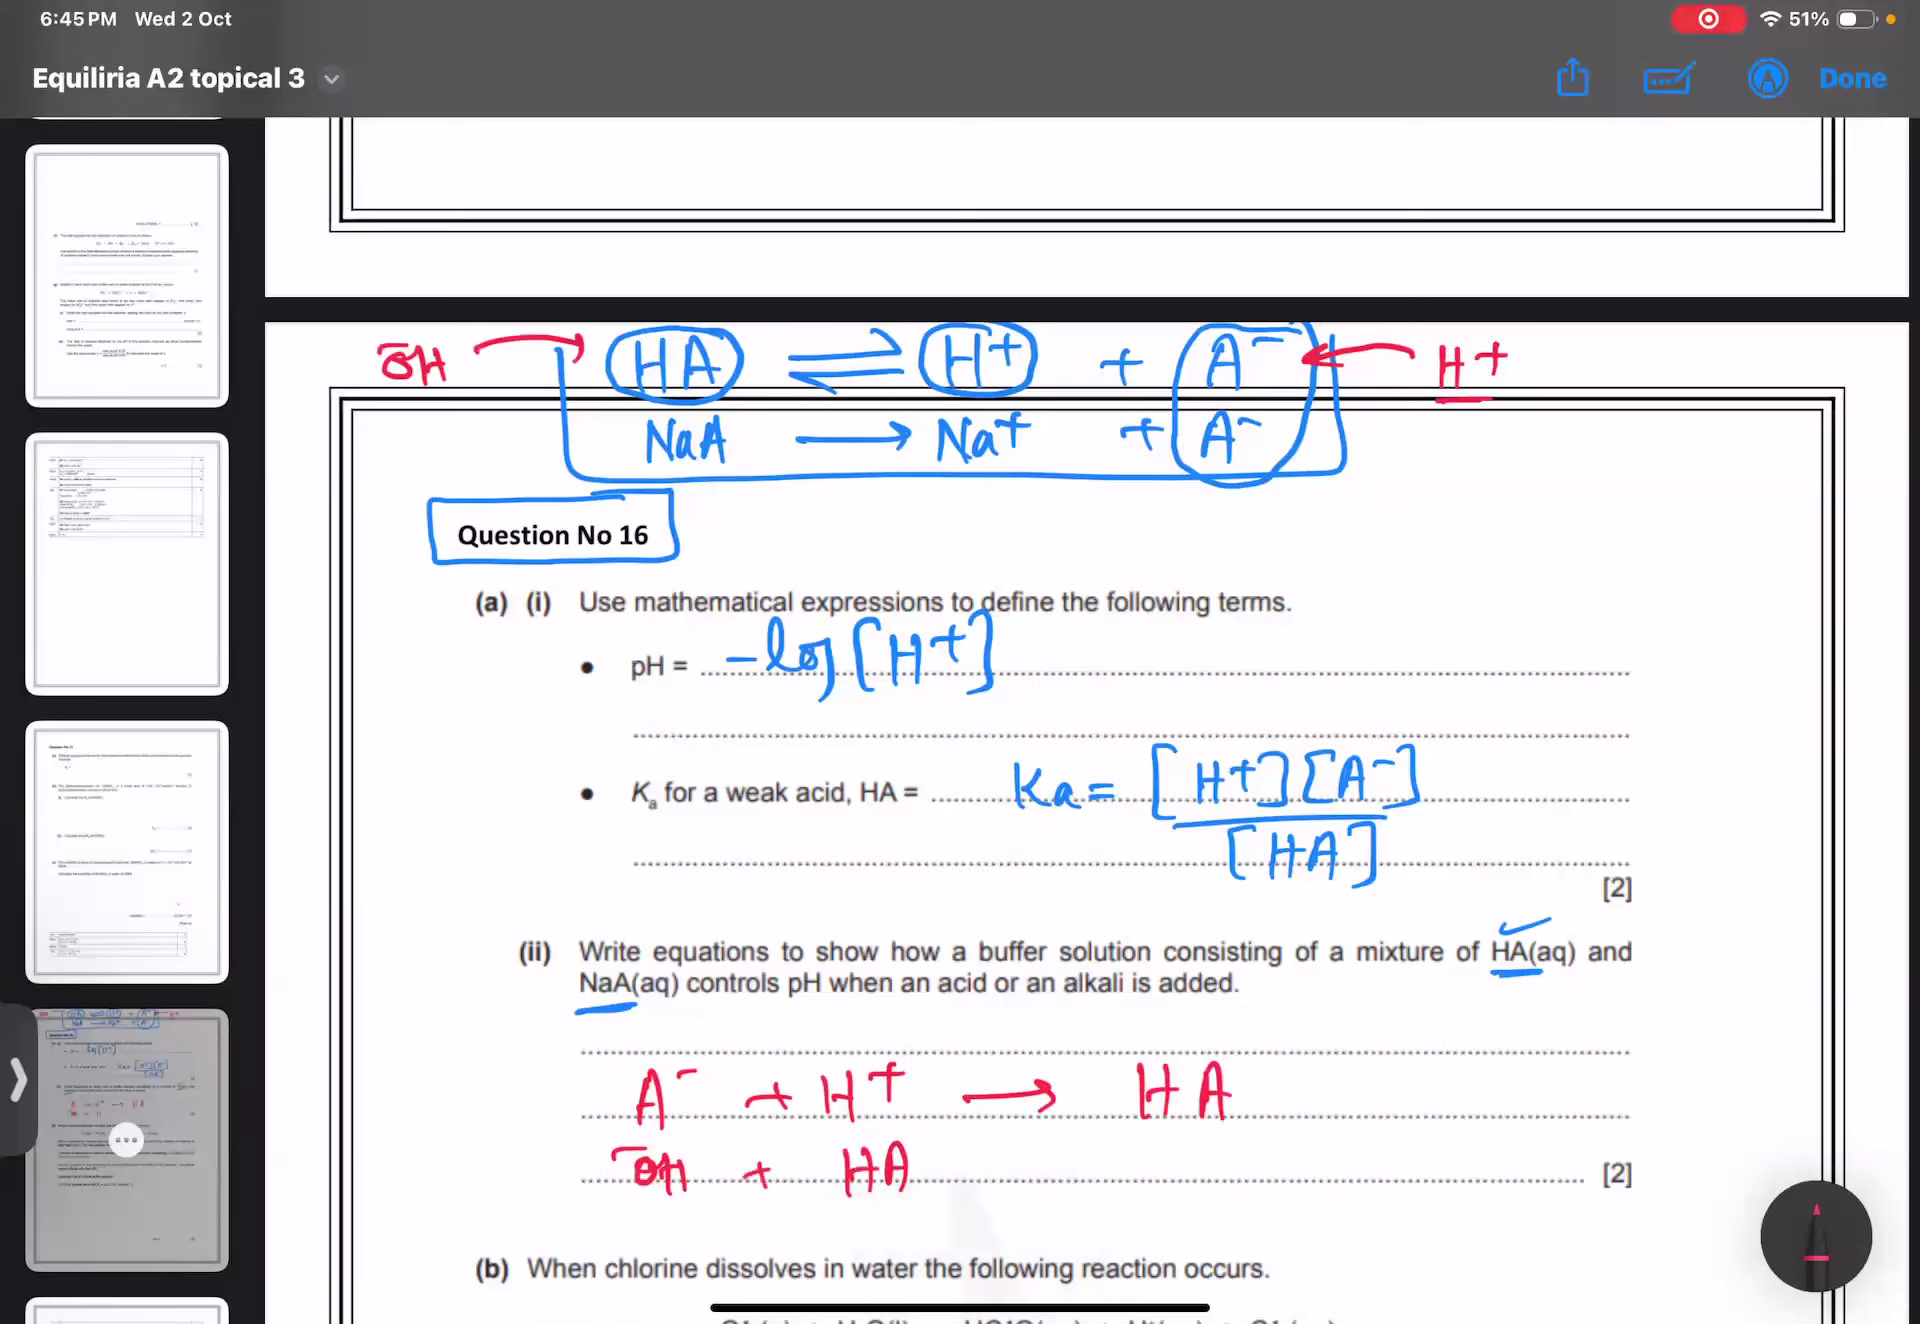 6:45 PM Wed 2 Oct
51%
Equiliria A2 topical 3
Done
OH HA ⇌ H+ + A- H+
NaA → Na+ + A-
Question No 16
(a) (i) Use mathematical expressions to define the following terms.
• pH = -log [H+]
• Ka for a weak acid, HA = Ka = [H+][A-]
[HA]
[2]
(ii) Write equations to show how a buffer solution consisting of a mixture of HA(aq) and
NaA(aq) controls pH when an acid or an alkali is added.
A- + H+ → HA
-OH + HA
[2]
(b) When chlorine dissolves in water the following reaction occurs.